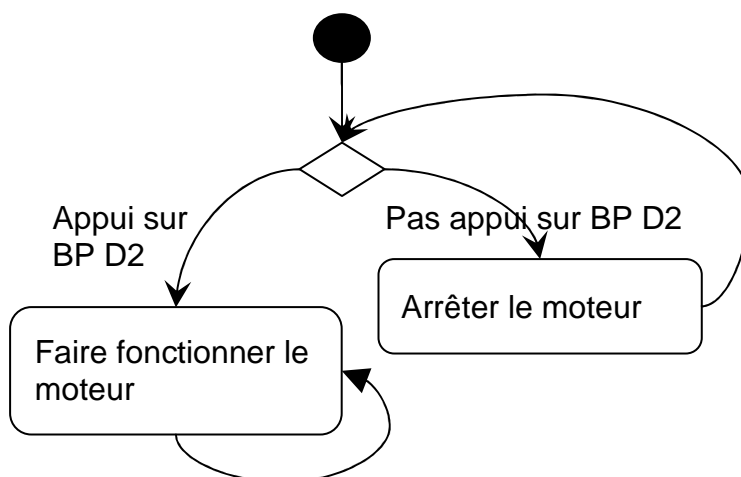 Appui sur
BP D2
Pas appui sur BP D2
Arrêter le moteur
Faire fonctionner le
moteur